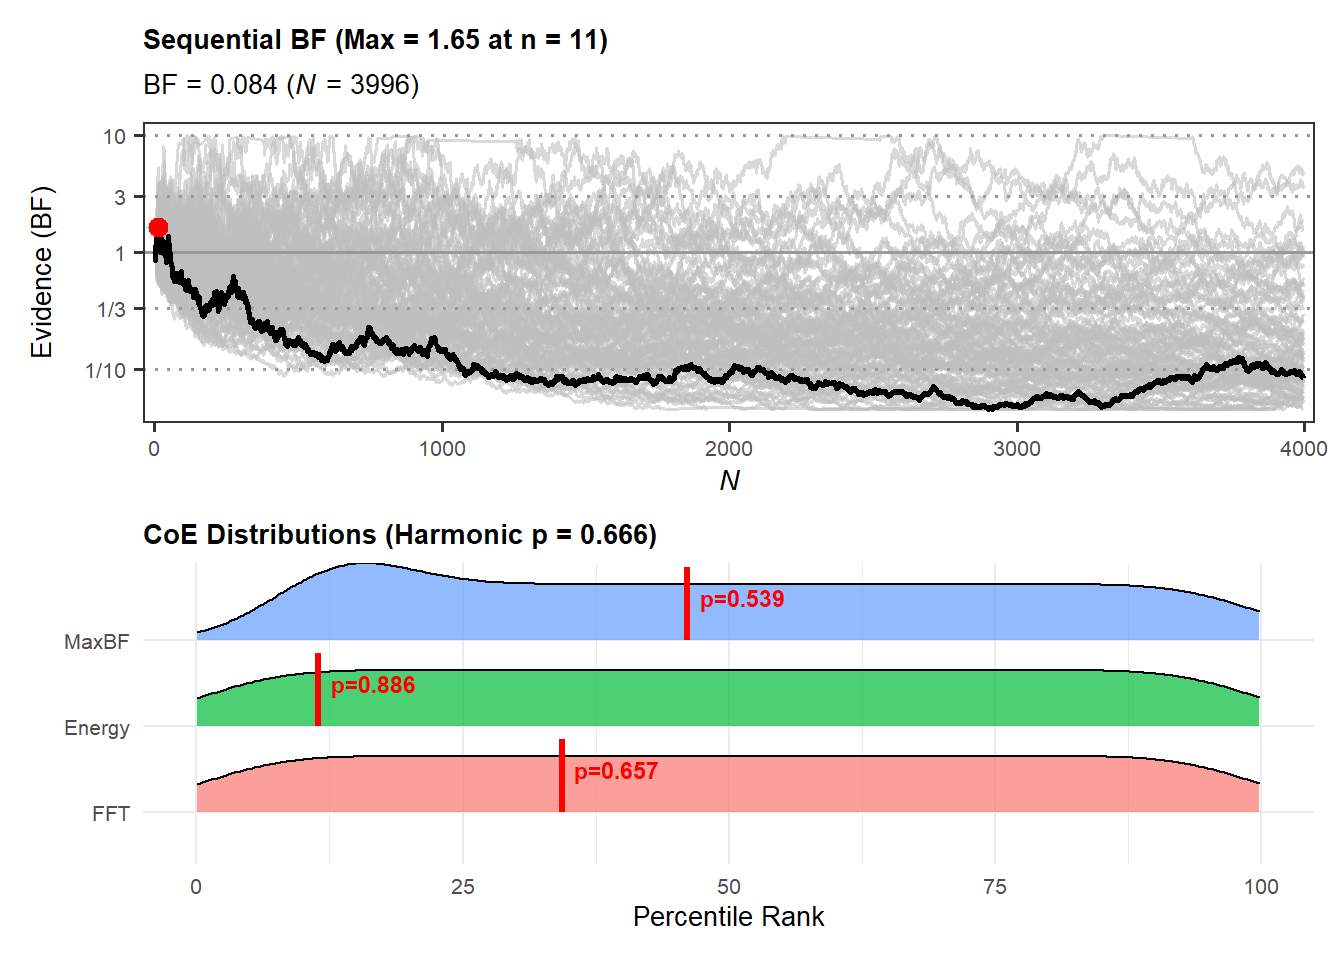 Sequential BF (Max = 1.65 at n = 11)
BF = 0.084 (N = 3996)
Evidence (BF)
10
3
1
1/3
1/10
0 1000 2000 3000 4000
N
CoE Distributions (Harmonic p = 0.666)
MaxBF
p=0.539
Energy
p=0.886
FFT
p=0.657
0 25 50 75 100
Percentile Rank